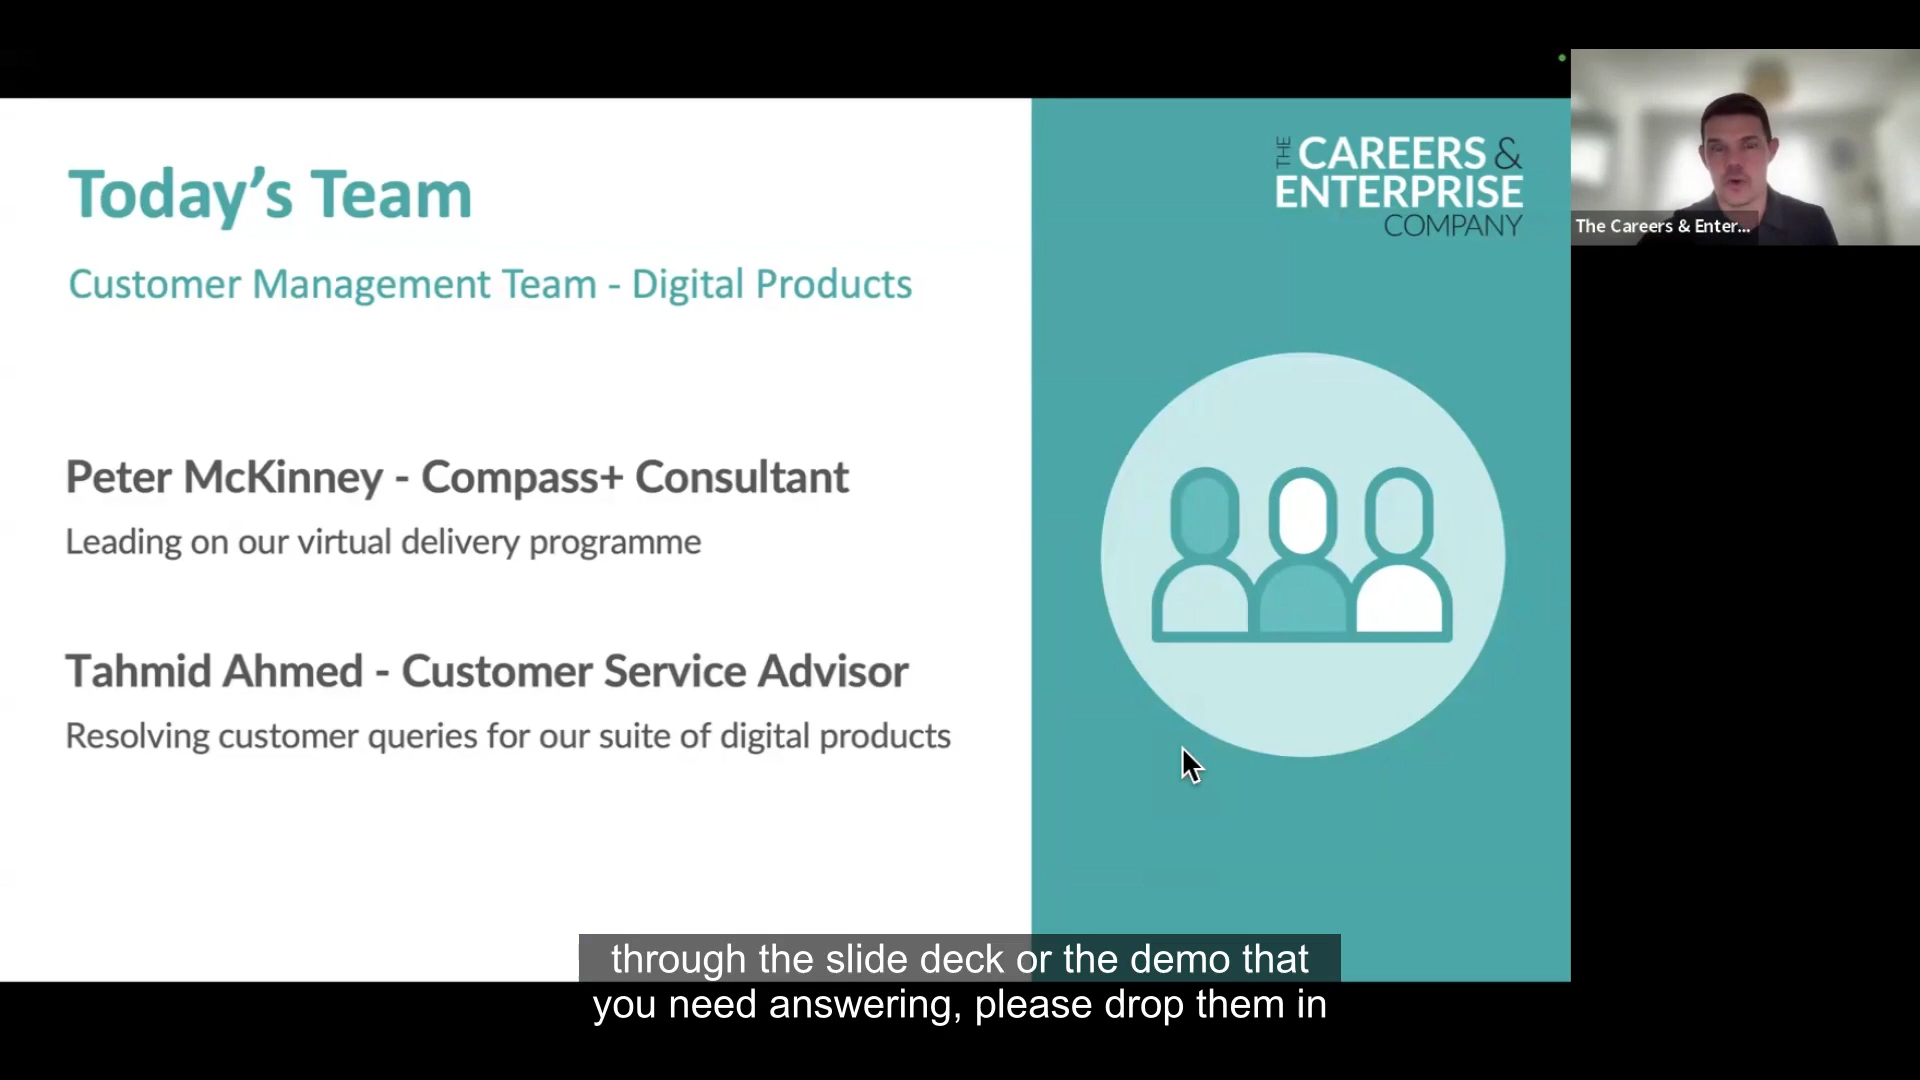 Today's Team
Customer Management Team - Digital Products
Peter McKinney - Compass+ Consultant
Leading on our virtual delivery programme
Tahmid Ahmed - Customer Service Advisor
Resolving customer queries for our suite of digital products
THE CAREERS &
ENTERPRISE
COMPANY
The Careers & Enter...
through the slide deck or the demo that
you need answering, please drop them in